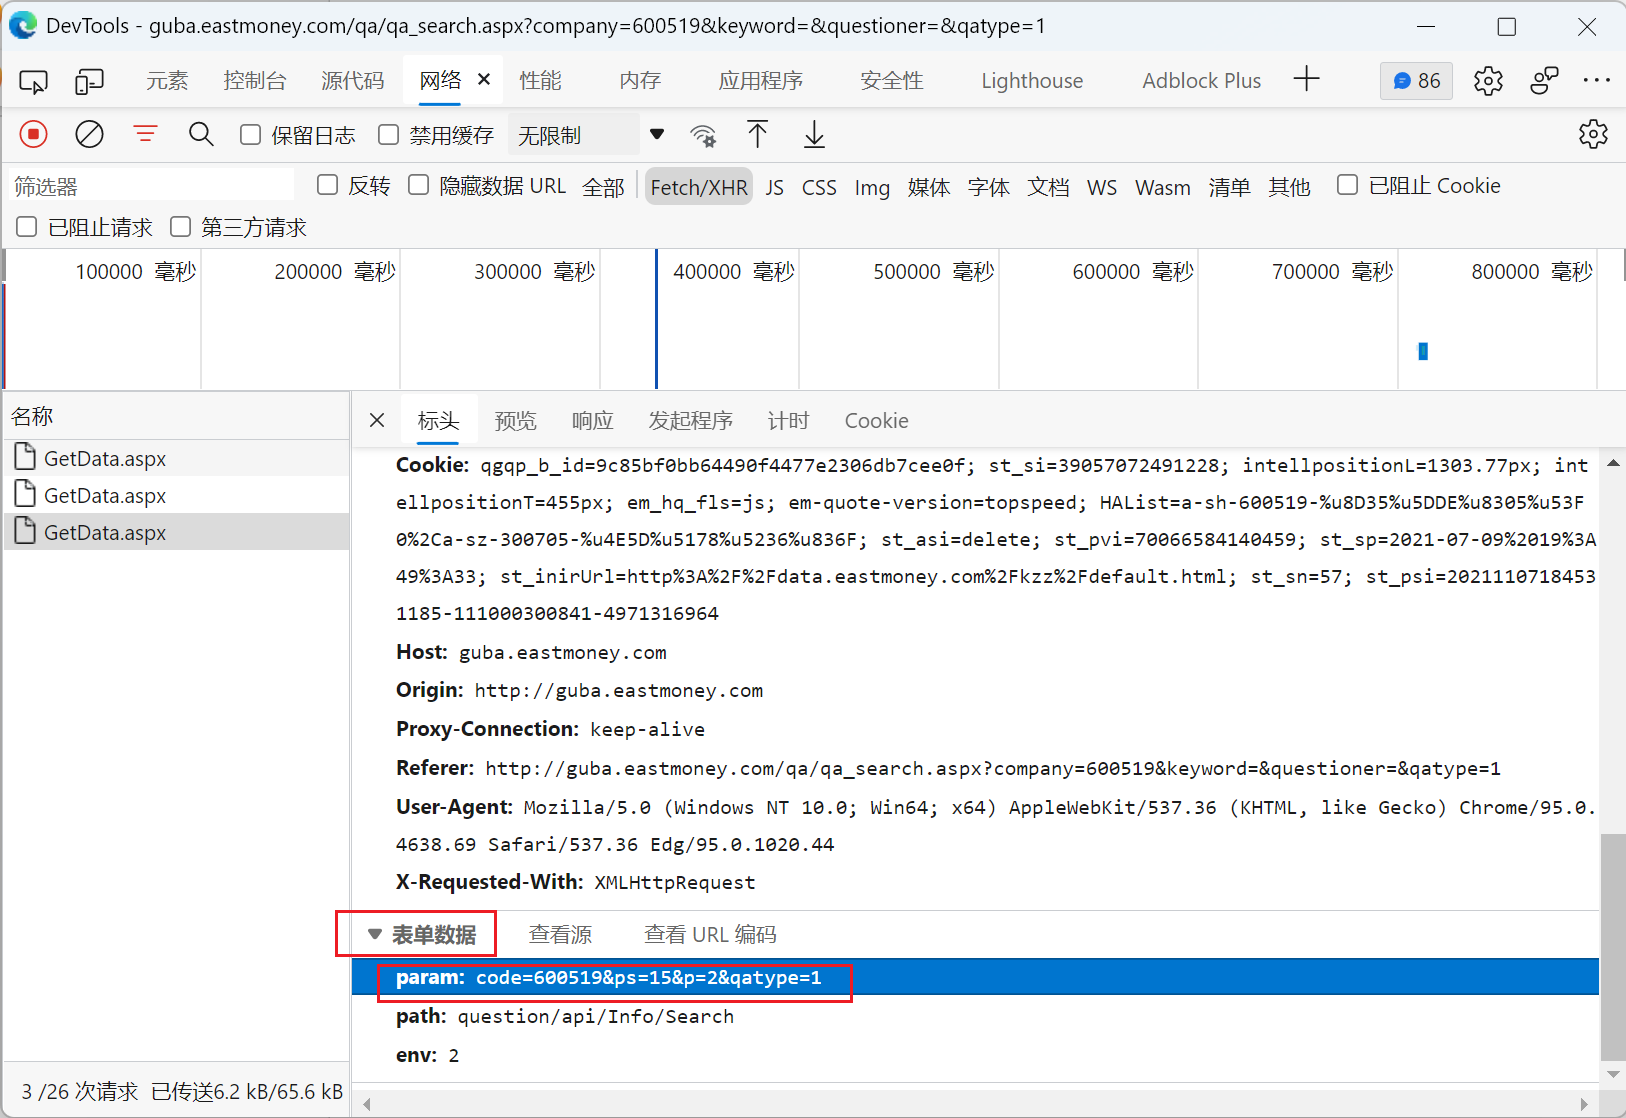 DevTools - guba.eastmoney.com/qa/qa_search.aspx?company=600519&keyword=&questioner=&qatype=1
元素 控制台 源代码 网络 性能 内存 应用程序 安全性 Lighthouse Adblock Plus 86
保留日志 禁用缓存 无限制
筛选器 反转 隐藏数据 URL 全部 Fetch/XHR JS CSS Img 媒体 字体 文档 WS Wasm 清单 其他 已阻止 Cookie
已阻止请求 第三方请求
100000 毫秒 200000 毫秒 300000 毫秒 400000 毫秒 500000 毫秒 600000 毫秒 700000 毫秒 800000 毫秒
名称
GetData.aspx
GetData.aspx
GetData.aspx
3 /26 次请求 已传送6.2 kB/65.6 kB
标头 预览 响应 发起程序 计时 Cookie
Cookie: qgqp_b_id=9c85bf0bb64490f4477e2306db7cee0f; st_si=39057072491228; intellpositionL=1303.77px; int
ellpositionT=455px; em_hq_fls=js; em-quote-version=topspeed; HAList=a-sh-600519-%u8D35%u5DDE%u8305%u53F
0%2Ca-sz-300705-%u4E5D%u5178%u5236%u836F; st_asi=delete; st_pvi=70066584140459; st_sp=2021-07-09%2019%3A
49%3A33; st_inirUrl=http%3A%2F%2Fdata.eastmoney.com%2Fkzz%2Fdefault.html; st_sn=57; st_psi=2021110718453
1185-111000300841-4971316964
Host: guba.eastmoney.com
Origin: http://guba.eastmoney.com
Proxy-Connection: keep-alive
Referer: http://guba.eastmoney.com/qa/qa_search.aspx?company=600519&keyword=&questioner=&qatype=1
User-Agent: Mozilla/5.0 (Windows NT 10.0; Win64; x64) AppleWebKit/537.36 (KHTML, like Gecko) Chrome/95.0.
4638.69 Safari/537.36 Edg/95.0.1020.44
X-Requested-With: XMLHttpRequest
表单数据 查看源 查看 URL 编码
param: code=600519&ps=15&p=2&qatype=1
path: question/api/Info/Search
env: 2